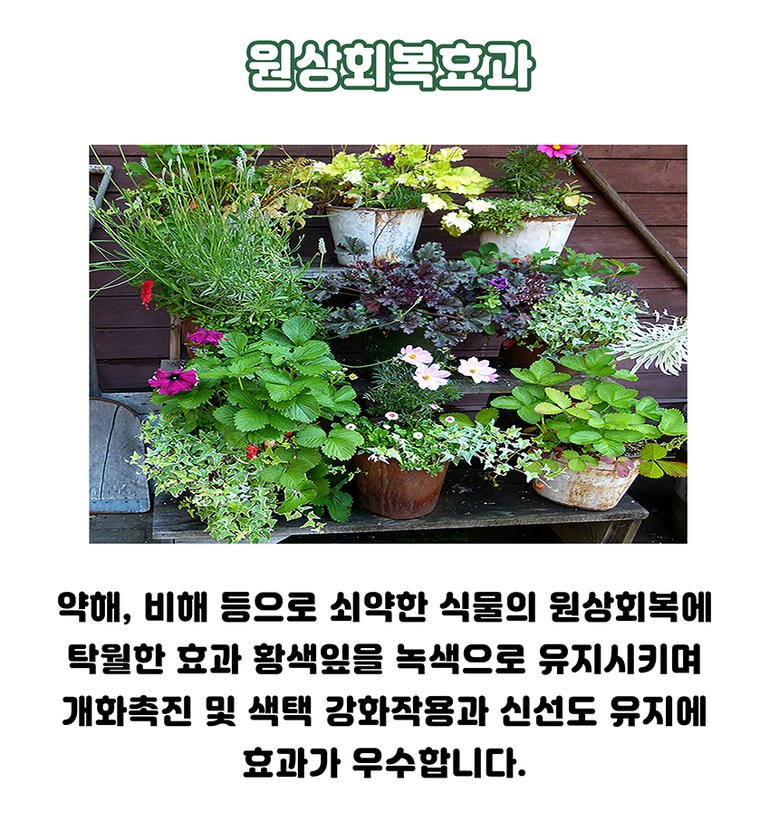 원상회복효과
약해, 비해 등으로 쇠약한 식물의 원상회복에
탁월한 효과 황색잎을 녹색으로 유지시키며
개화촉진 및 색택 강화작용과 신선도 유지에
효과가 우수합니다.